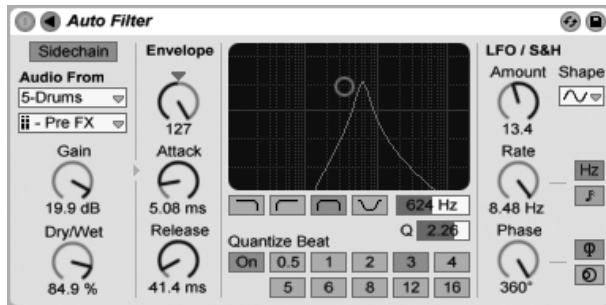 Auto Filter
Sidechain
Audio From
5-Drums
ii - Pre FX
Gain
19.9 dB
Dry/Wet
84.9 %
Envelope
127
Attack
5.08 ms
Release
41.4 ms
624 Hz
Q 2.26
Quantize Beat
On 0.5 1 2 3 4
5 6 8 12 16
LFO / S&H
Amount
13.4
Shape
Rate
8.48 Hz
Hz
Phase
360°